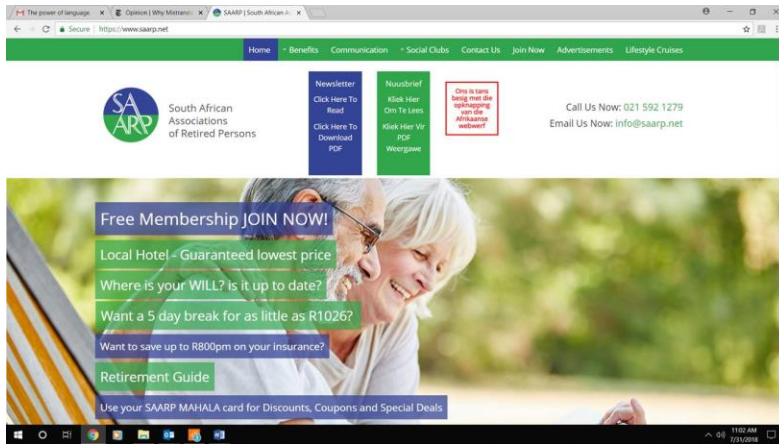 The power of language.
Opinion | Why Mistransla
SAARP | South African As
Secure
https://www.saarp.net
Home
Benefits
Communication
Social Clubs
Contact Us
Join Now
Advertisements
Lifestyle Cruises
SA
ARP
South African
Associations
of Retired Persons
Newsletter
Click Here To
Read
Click Here To
Download
PDF
Nuusbrief
Kliek Hier
Om Te Lees
Kliek Hier Vir
PDF
Weergawe
Ons is tans
besig met die
opknapping
van die
Afrikaanse
webwerf
Call Us Now: 021 592 1279
Email Us Now: info@saarp.net
Free Membership JOIN NOW!
Local Hotel - Guaranteed lowest price
Where is your WILL? is it up to date?
Want a 5 day break for as little as R1026?
Want to save up to R800pm on your insurance?
Retirement Guide
Use your SAARP MAHALA card for Discounts, Coupons and Special Deals
11:02 AM
7/31/2018